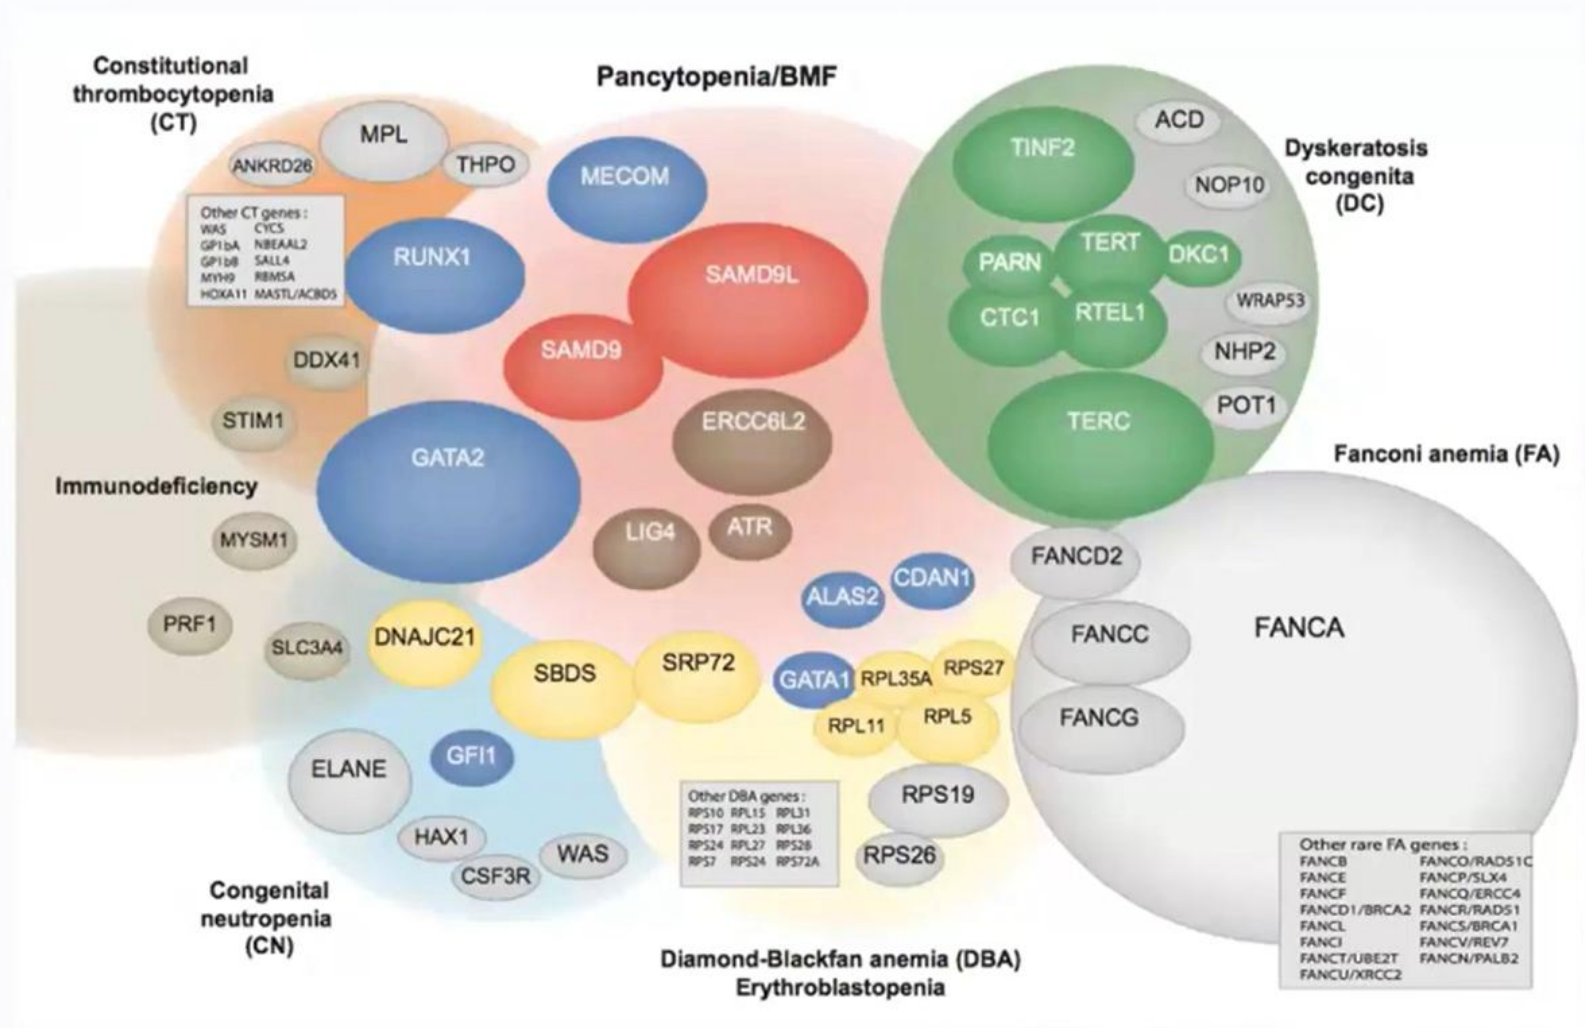 Constitutional
thrombocytopenia
(CT)
Pancytopenia/BMF
Dyskeratosis
congenita
(DC)
Fanconi anemia (FA)
Immunodeficiency
Congenital
neutropenia
(CN)
Diamond-Blackfan anemia (DBA)
Erythroblastopenia
MPL
ANKRD26
THPO
Other CT genes :
WAS CYCS
GP1bA NBEAAL2
GP1bB SALL4
MYH9 RBM5A
HOXA11 MASTL/ACBD5
RUNX1
DDX41
STIM1
GATA2
MYSM1
PRF1
SLC3A4
MECOM
SAMD9L
SAMD9
ERCC6L2
LIG4
ATR
ALAS2
CDAN1
TINF2
ACD
NOP10
TERT
PARN
DKC1
CTC1
RTEL1
WRAP53
NHP2
POT1
TERC
DNAJC21
SBDS
SRP72
GATA1
RPL35A
RPS27
RPL11
RPL5
ELANE
GFI1
HAX1
CSF3R
WAS
Other DBA genes :
RPS10 RPL15 RPL31
RPS17 RPL23 RPL36
RPS24 RPL27 RPS28
RPS7 RPS24 RPS72A
RPS19
RPS26
FANCD2
FANCC
FANCG
FANCA
Other rare FA genes :
FANCB FANCO/RAD51C
FANCE FANCP/SLX4
FANCF FANCQ/ERCC4
FANCD1/BRCA2 FANCR/RAD51
FANCL FANCS/BRCA1
FANCI FANCV/REV7
FANCT/UBE2T FANCN/PALB2
FANCU/XRCC2